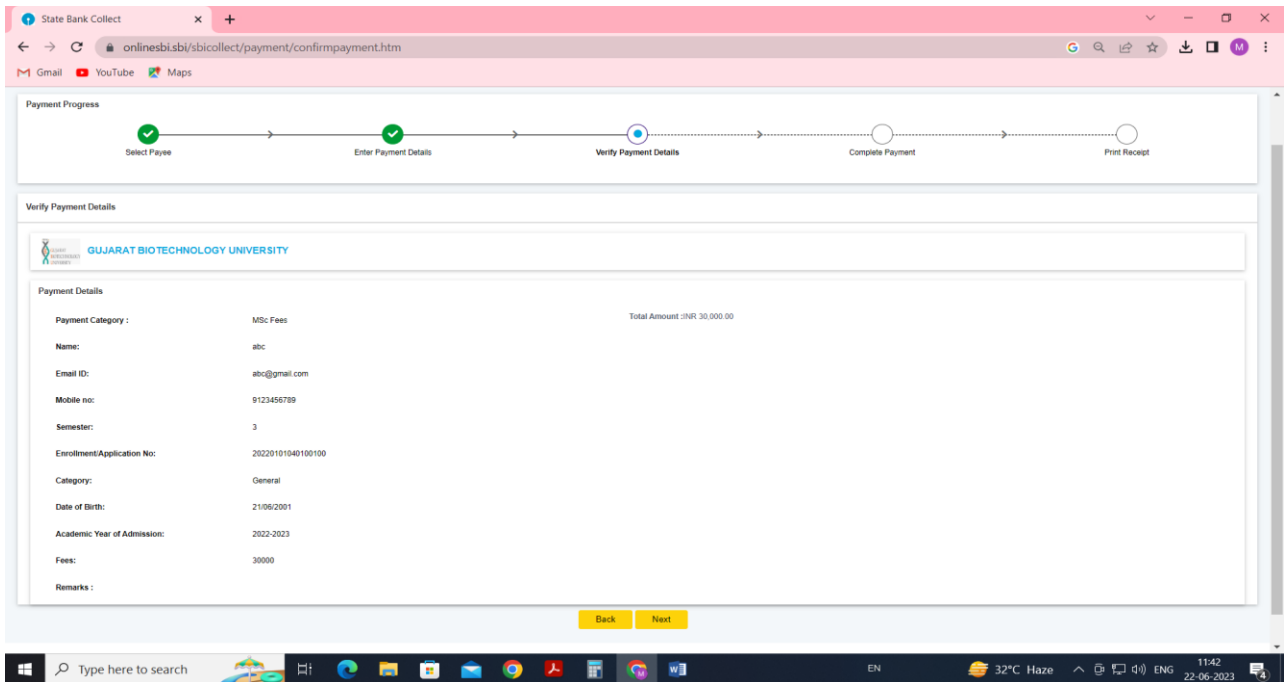 State Bank Collect
onlinesbi.sbi/sbicollect/payment/confirmpayment.htm
G M
Gmail YouTube Maps
Payment Progress
Select Payee Enter Payment Details Verify Payment Details Complete Payment Print Receipt
Verify Payment Details
GUJARAT BIOTECHNOLOGY UNIVERSITY
Payment Details
Payment Category : MSc Fees Total Amount :INR 30,000.00
Name: abc
Email ID: abc@gmail.com
Mobile no: 9123456789
Semester: 3
Enrollment/Application No: 20220101040100100
Category: General
Date of Birth: 21/06/2001
Academic Year of Admission: 2022-2023
Fees: 30000
Remarks :
Back Next
Type here to search EN 32°C Haze ENG 11:42
22-06-2023 4